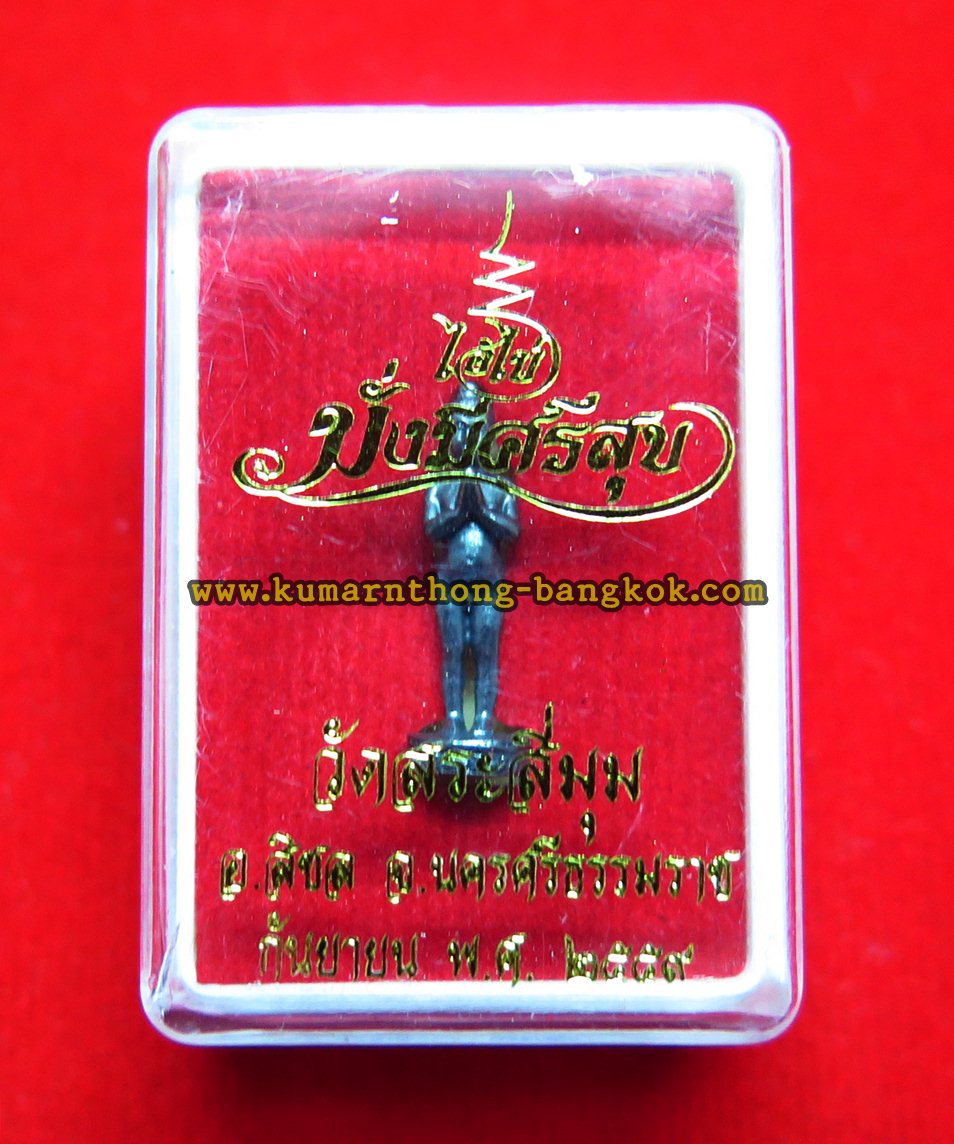 ไอ้ไข่
มั่งมีศรีสุข
www.kumarnthong-bangkok.com
วัดสระสี่มุม
อ.สิชล จ.นครศรีธรรมราช
กันยายน พ.ศ. ๒๕๕๙